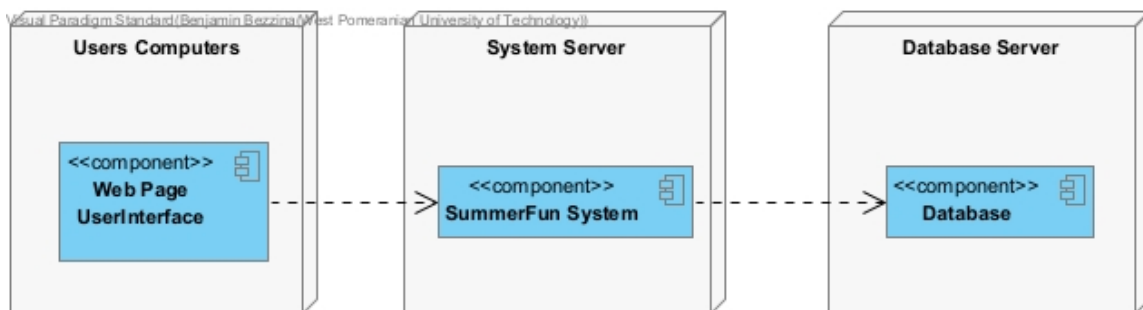 Visual Paradigm Standard(Benjamin Bezzina(West Pomeranian University of Technology))
Users Computers
System Server
Database Server
<<component>>
Web Page
UserInterface
<<component>>
SummerFun System
<<component>>
Database